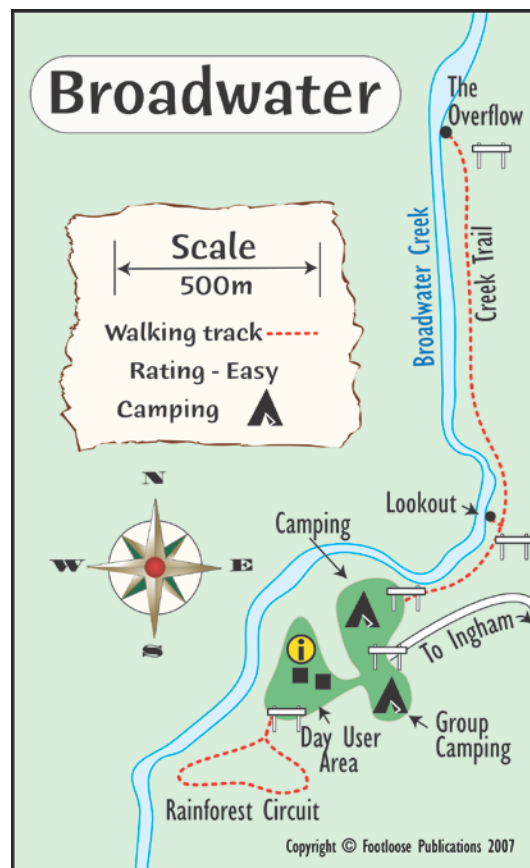 Broadwater
The
Overflow
Scale
500m
Walking track
Rating - Easy
Camping
Broadwater Creek
Creek Trail
N
W
E
S
Lookout
Camping
To Ingham
i
Day User
Area
Group
Camping
Rainforest Circuit
Copyright © Footloose Publications 2007